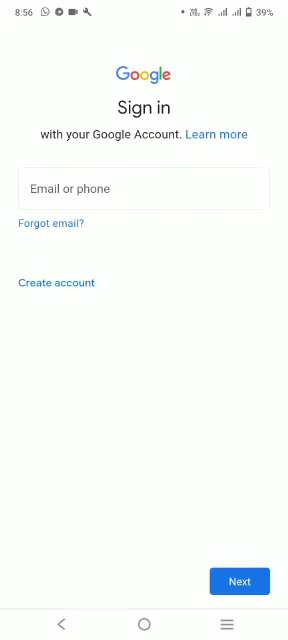 8:56 39%
Google
Sign in
with your Google Account. Learn more
Email or phone
Forgot email?
Create account
Next